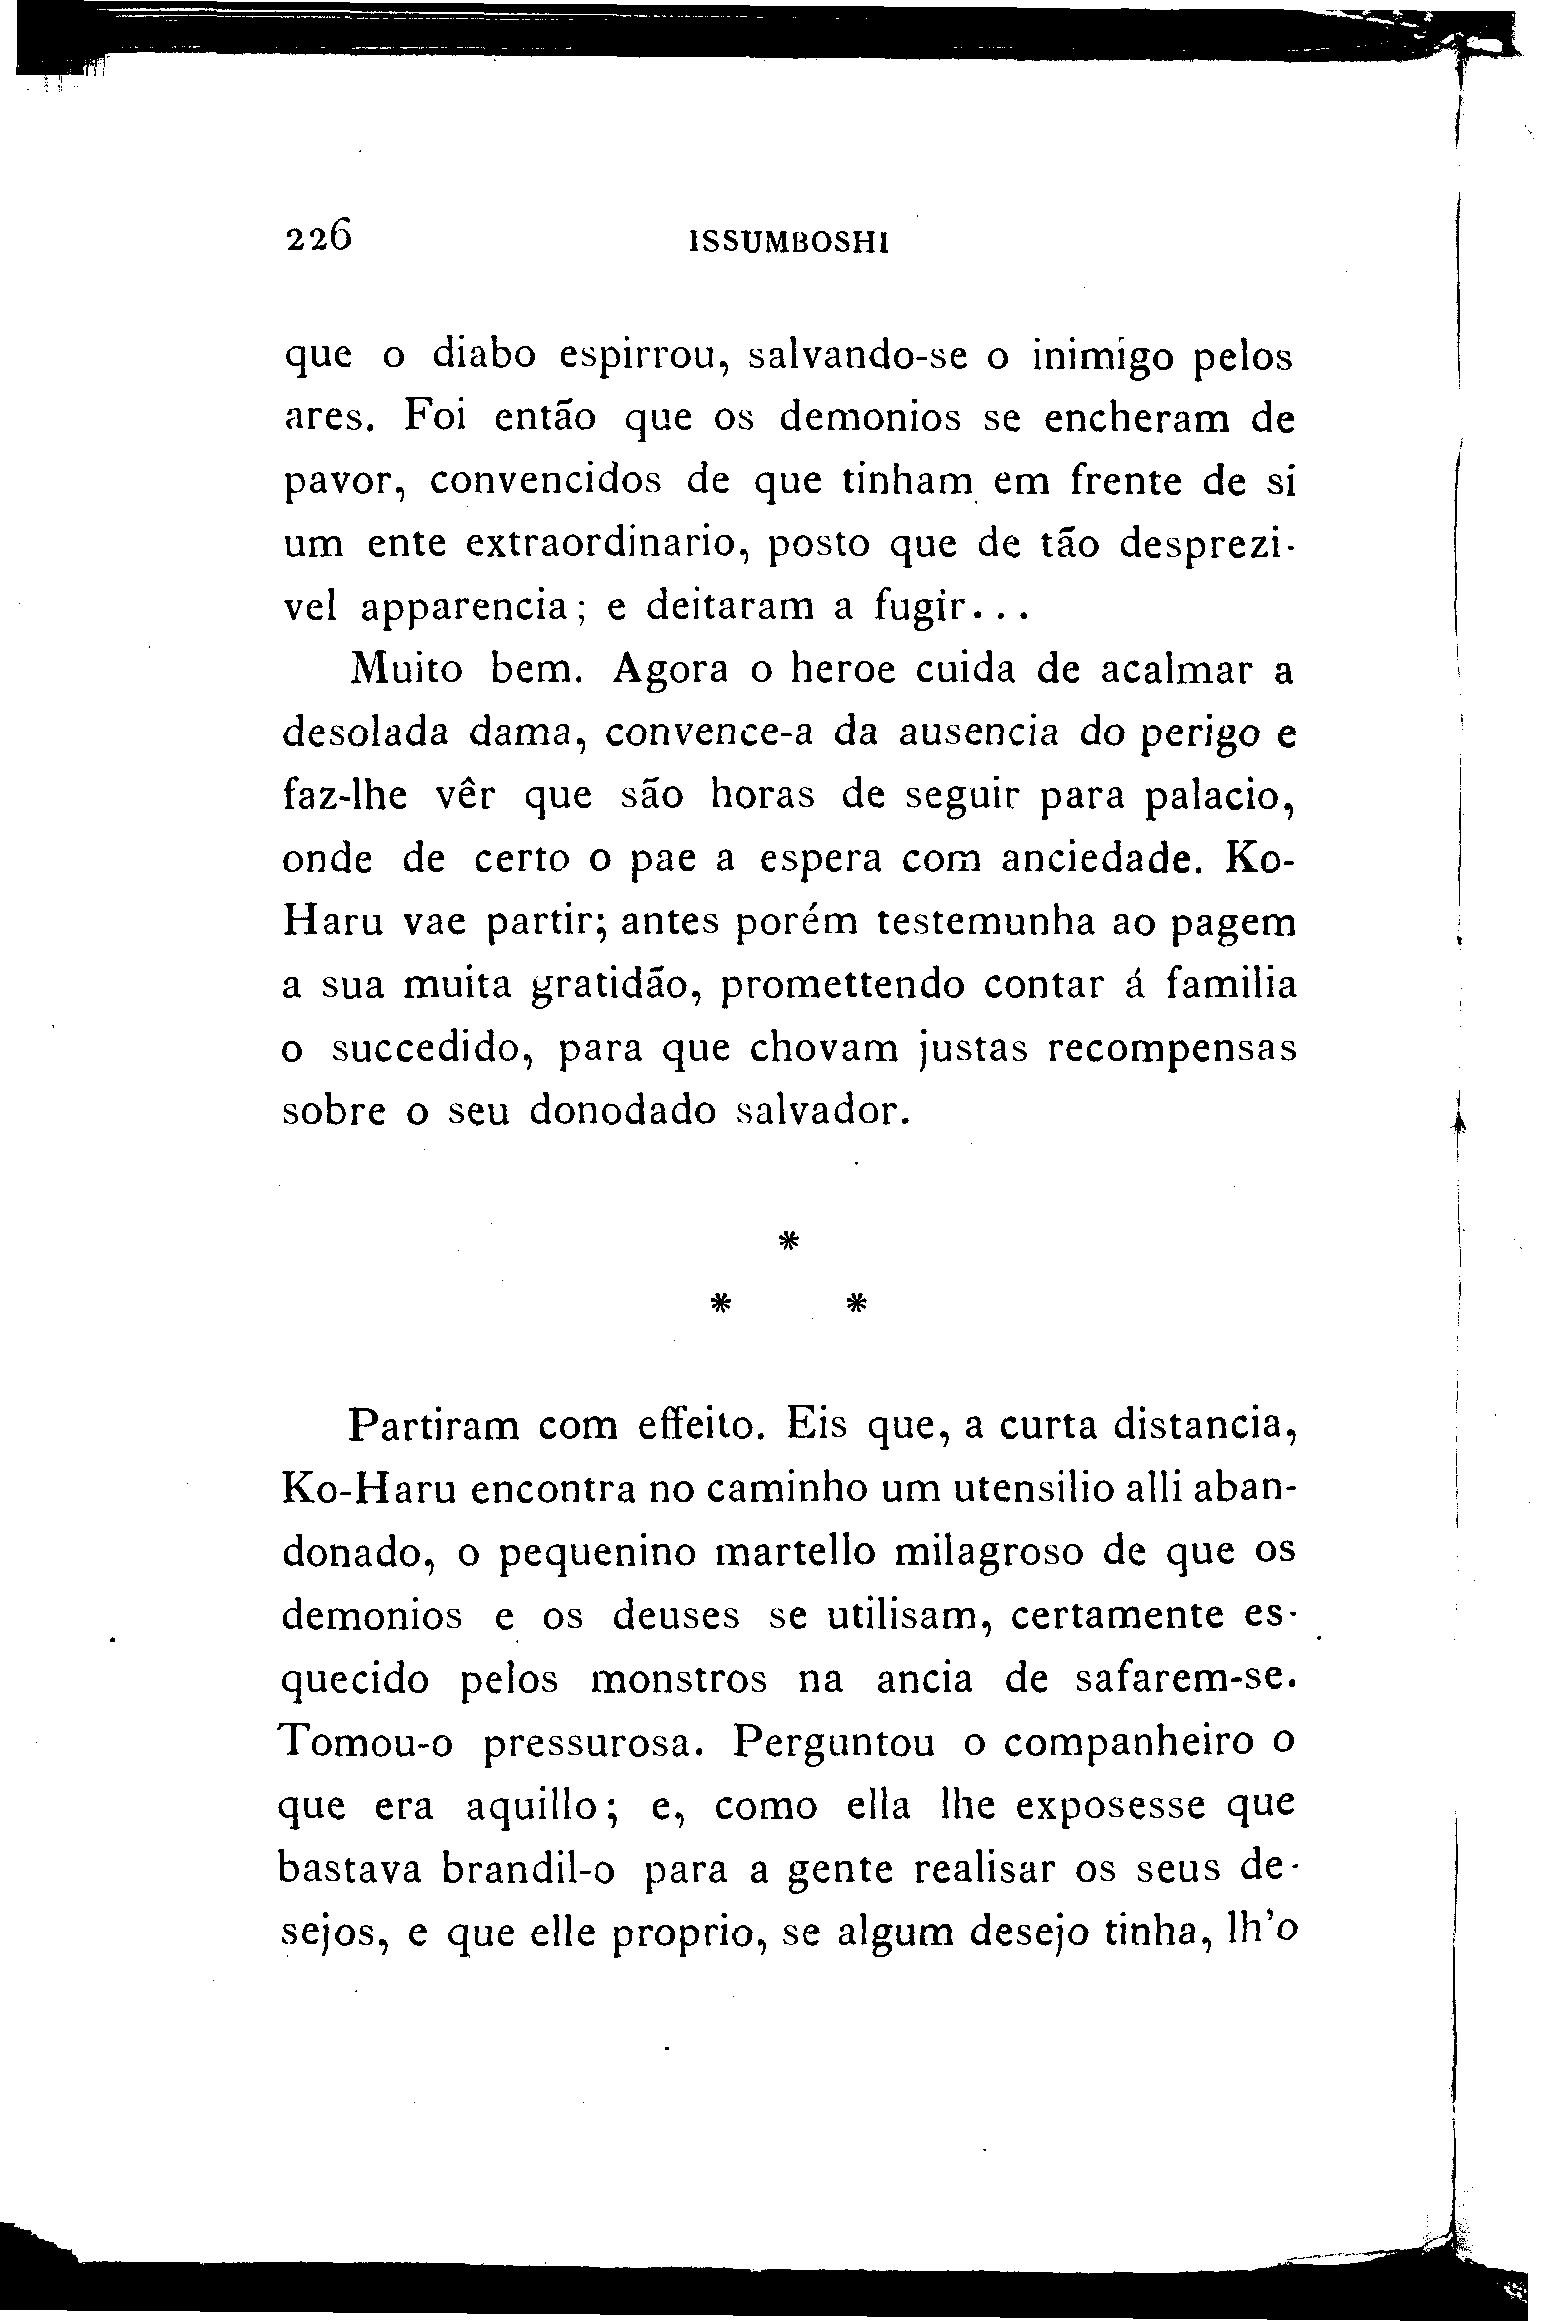 226 ISSUMBOSHI
que o diabo espirrou, salvando-se o inimigo pelos
ares. Foi então que os demonios se encheram de
pavor, convencidos de que tinham em frente de si
um ente extraordinario, posto que de tão desprezi-
vel apparencia; e deitaram a fugir...
Muito bem. Agora o heroe cuida de acalmar a
desolada dama, convence-a da ausencia do perigo e
faz-lhe vêr que são horas de seguir para palacio,
onde de certo o pae a espera com anciedade. Ko-
Haru vae partir; antes porém testemunha ao pagem
a sua muita gratidão, promettendo contar á familia
o succedido, para que chovam justas recompensas
sobre o seu donodado salvador.
*
* *
Partiram com effeito. Eis que, a curta distancia,
Ko-Haru encontra no caminho um utensilio alli aban-
donado, o pequenino martello milagroso de que os
demonios e os deuses se utilisam, certamente es-
quecido pelos monstros na ancia de safarem-se.
Tomou-o pressurosa. Perguntou o companheiro o
que era aquillo; e, como ella lhe exposesse que
bastava brandil-o para a gente realisar os seus de-
sejos, e que elle proprio, se algum desejo tinha, lh'o